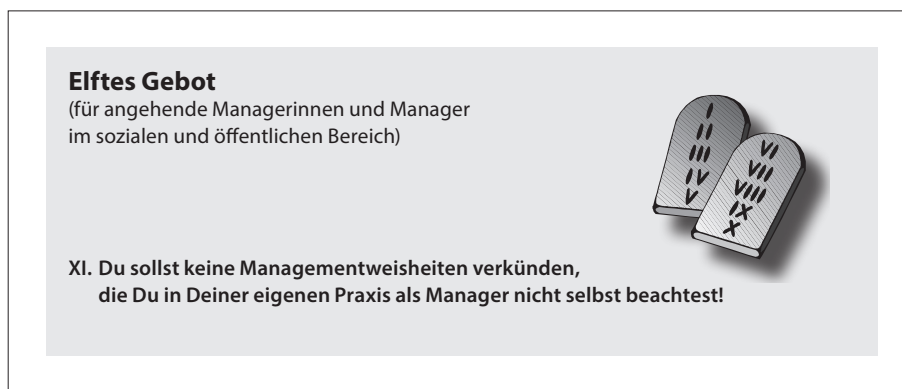 Elftes Gebot
(für angehende Managerinnen und Manager
im sozialen und öffentlichen Bereich)
I
II
III
IV
V
VI
VII
VIII
IX
X
XI. Du sollst keine Managementweisheiten verkünden,
die Du in Deiner eigenen Praxis als Manager nicht selbst beachtest!